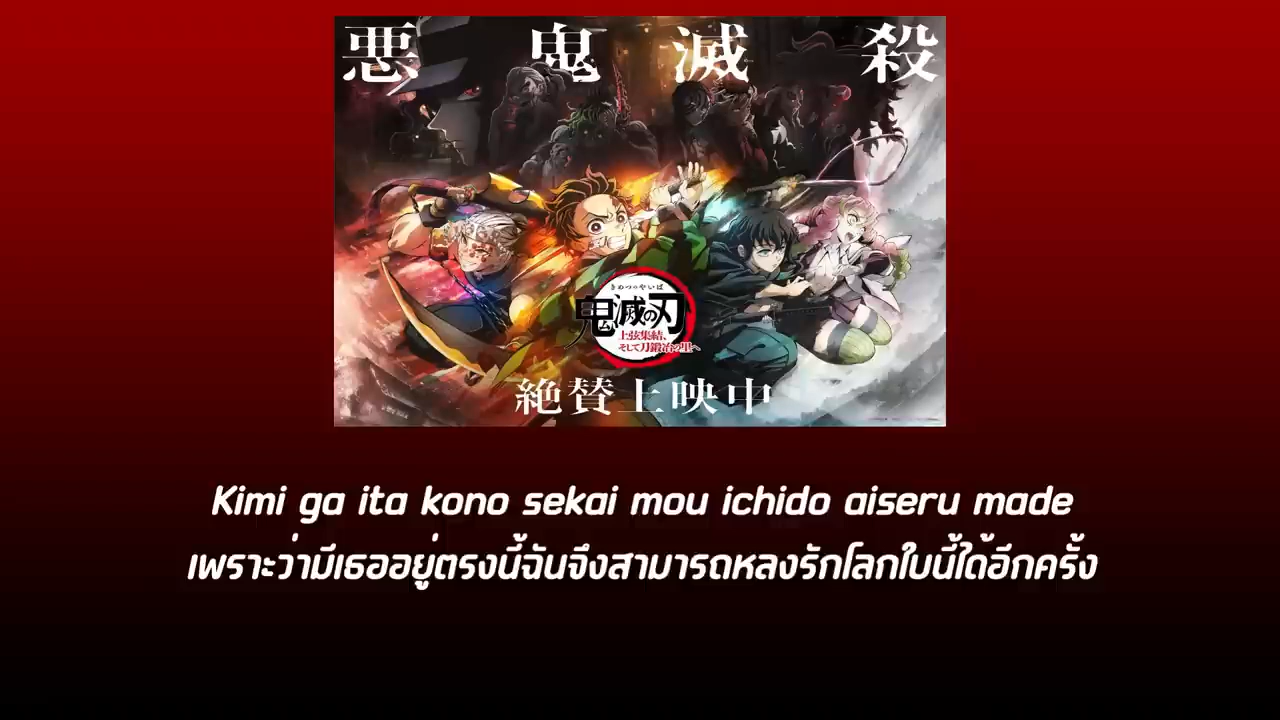 悪鬼滅殺
きめつのやいば
鬼滅の刃
上弦集結、
そして刀鍛冶の里へ
絶賛上映中
Kimi ga ita kono sekai mou ichido aiseru made
เพราะว่ามีเธออยู่ตรงนี้ฉันจึงสามารถหลงรักโลกใบนี้ได้อีกครั้ง